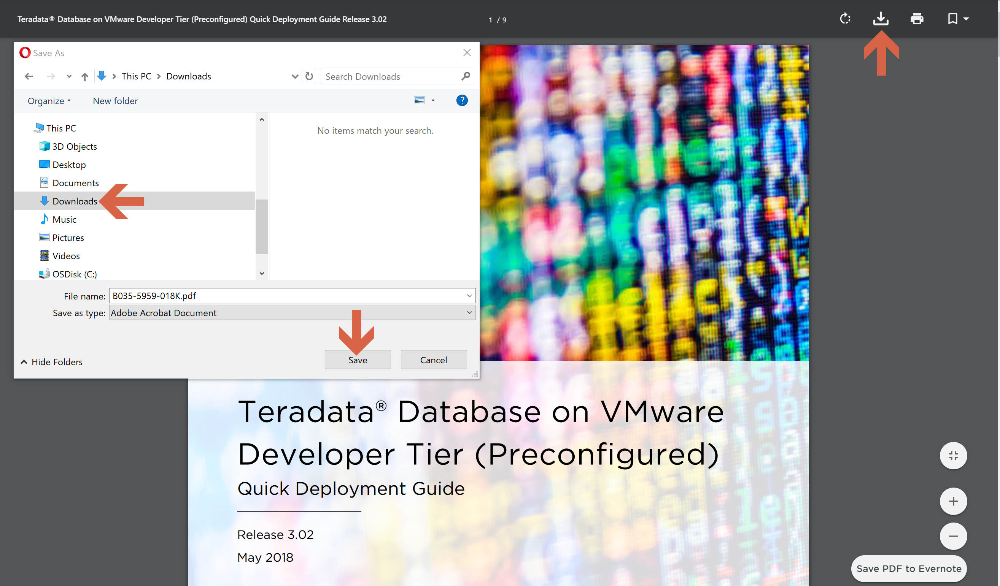 Teradata® Database on VMware Developer Tier (Preconfigured) Quick Deployment Guide Release 3.02
1 / 9
Save As
This PC > Downloads
Search Downloads
Organize
New folder
This PC
3D Objects
Desktop
Documents
Downloads
Music
Pictures
Videos
OSDisk (C:)
No items match your search.
File name: B035-5959-018K.pdf
Save as type: Adobe Acrobat Document
Hide Folders
Save
Cancel
Teradata® Database on VMware
Developer Tier (Preconfigured)
Quick Deployment Guide
Release 3.02
May 2018
Save PDF to Evernote